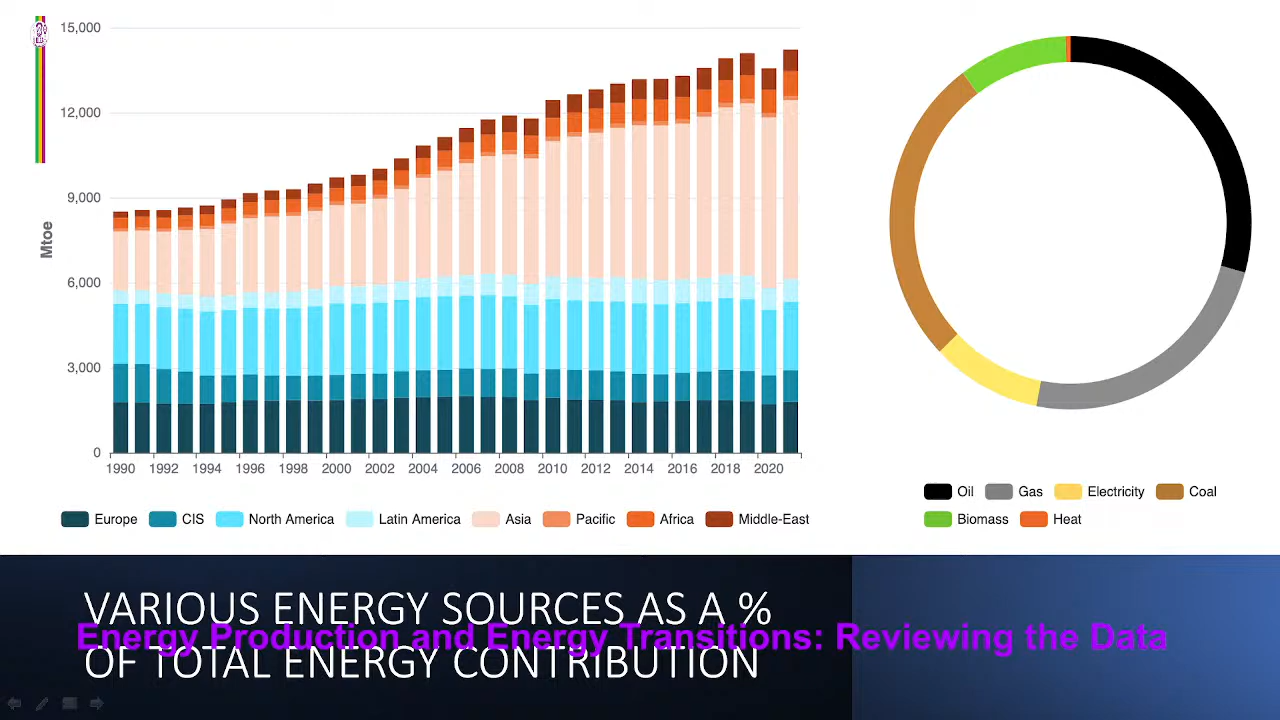 15,000
12,000
9,000
6,000
3,000
0
Mtoe
1990 1992 1994 1996 1998 2000 2002 2004 2006 2008 2010 2012 2014 2016 2018 2020
Europe CIS North America Latin America Asia Pacific Africa Middle-East
Oil Gas Electricity Coal
Biomass Heat
VARIOUS ENERGY SOURCES AS A %
Energy Production and Energy Transitions: Reviewing the Data
OF TOTAL ENERGY CONTRIBUTION